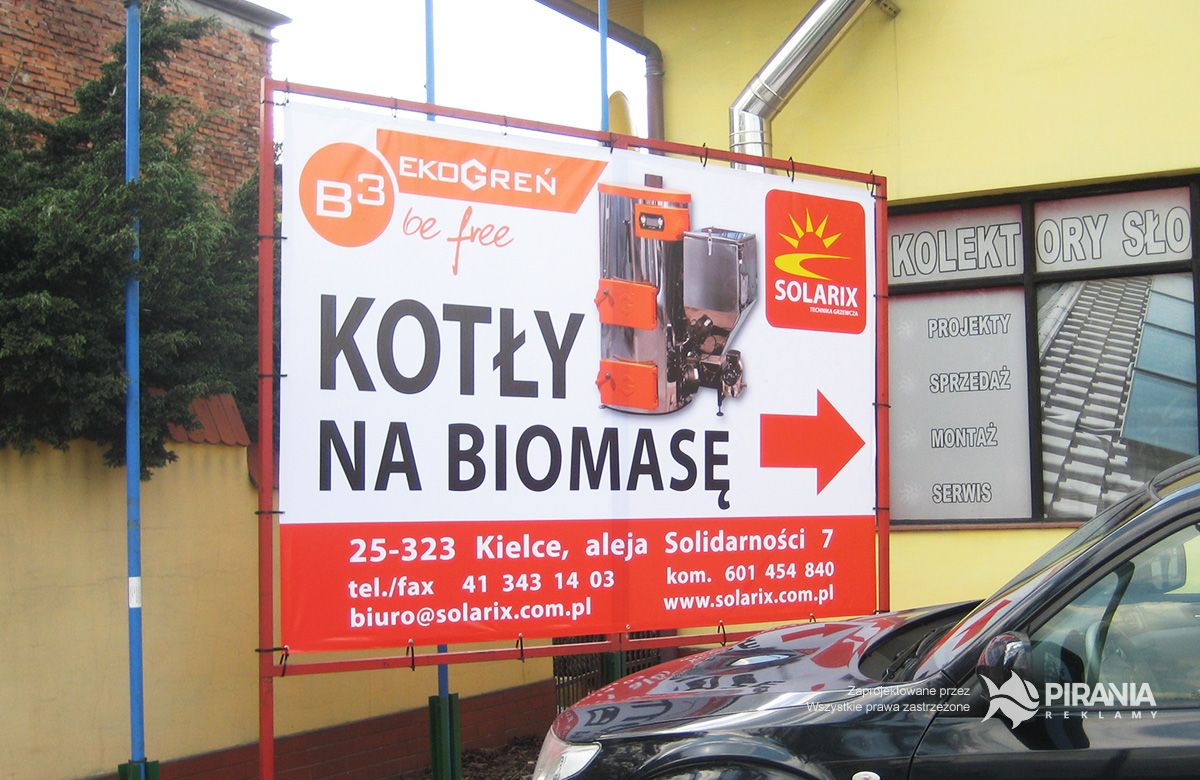 B3 EKOGREŃ
be free
SOLARIX
TECHNIKA GRZEWCZA
KOTŁY
NA BIOMASĘ
25-323 Kielce, aleja Solidarności 7
tel./fax 41 343 14 03
kom. 601 454 840
biuro@solarix.com.pl
www.solarix.com.pl
KOLEKTORY SŁO
PROJEKTY
SPRZEDAŻ
MONTAŻ
SERWIS
Zaprojektowane przez
Wszystkie prawa zastrzeżone
PIRANIA
REKLAMY